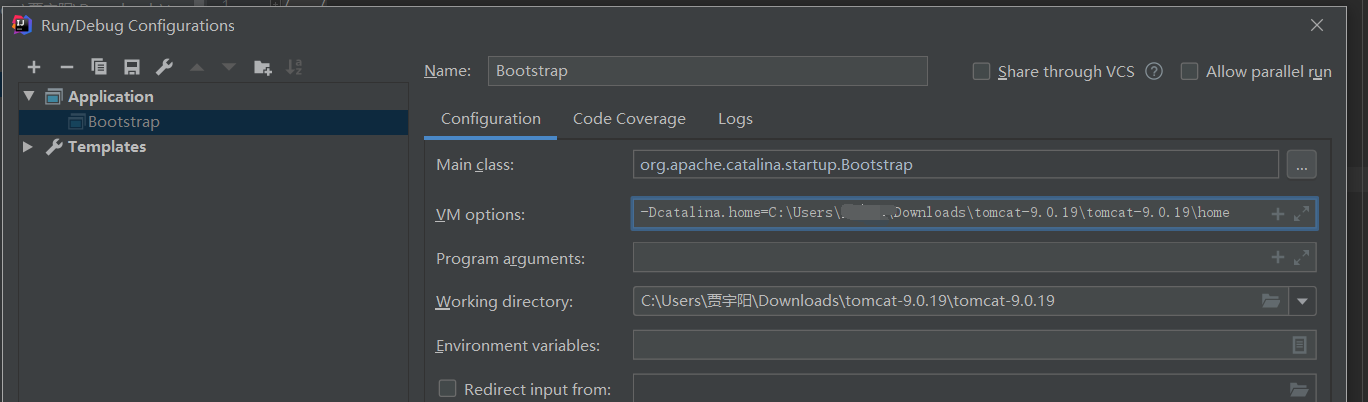 Run/Debug Configurations
Name: Bootstrap Share through VCS ? Allow parallel run
Application
Bootstrap
Templates
Configuration Code Coverage Logs
Main class: org.apache.catalina.startup.Bootstrap ...
VM options: -Dcatalina.home=C:\Users\ \Downloads\tomcat-9.0.19\tomcat-9.0.19\home
Program arguments:
Working directory: C:\Users\贾宇阳\Downloads\tomcat-9.0.19\tomcat-9.0.19
Environment variables:
Redirect input from: